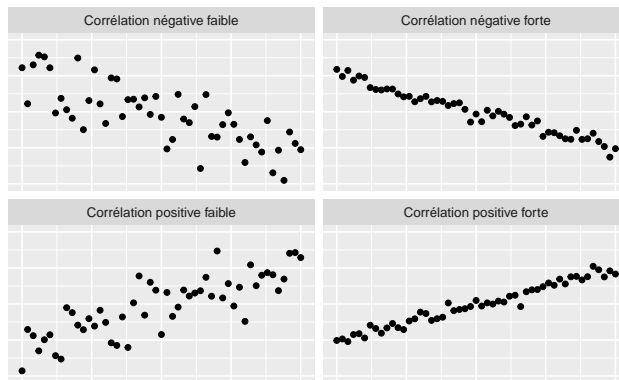 Corrélation négative faible
Corrélation négative forte
Corrélation positive faible
Corrélation positive forte